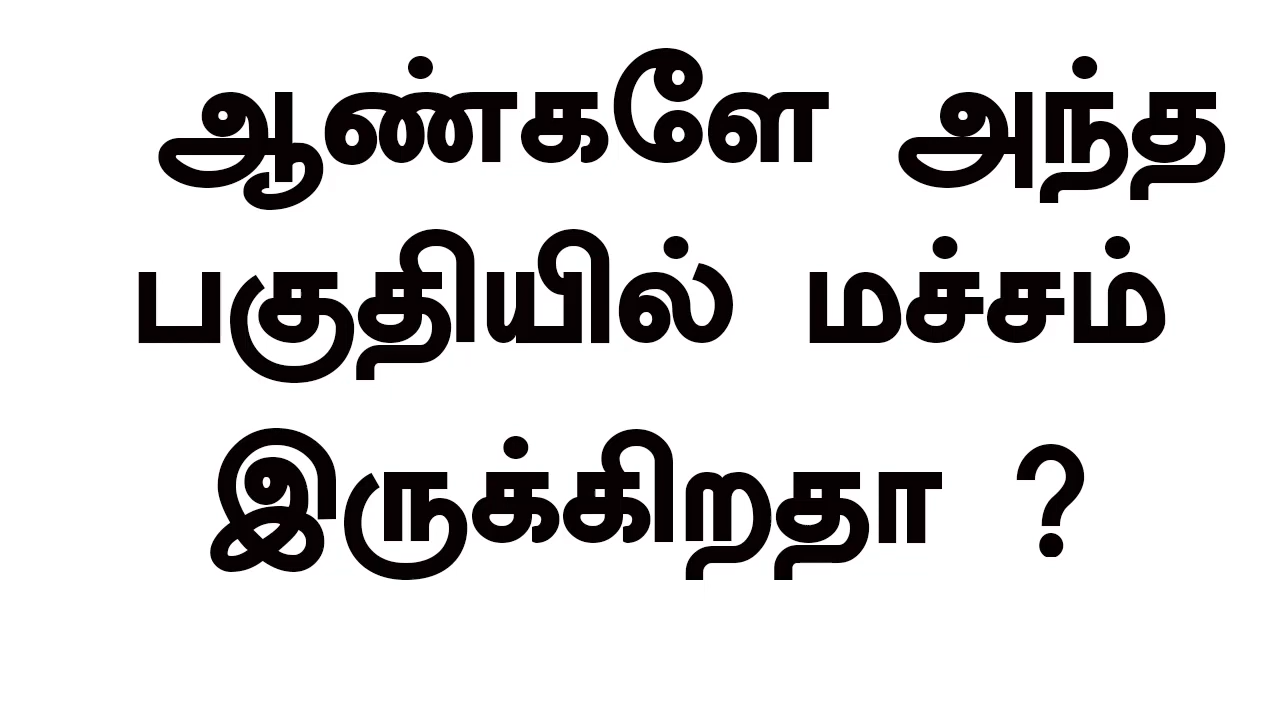 ஆண்களே அந்த
பகுதியில் மச்சம்
இருக்கிறதா ?